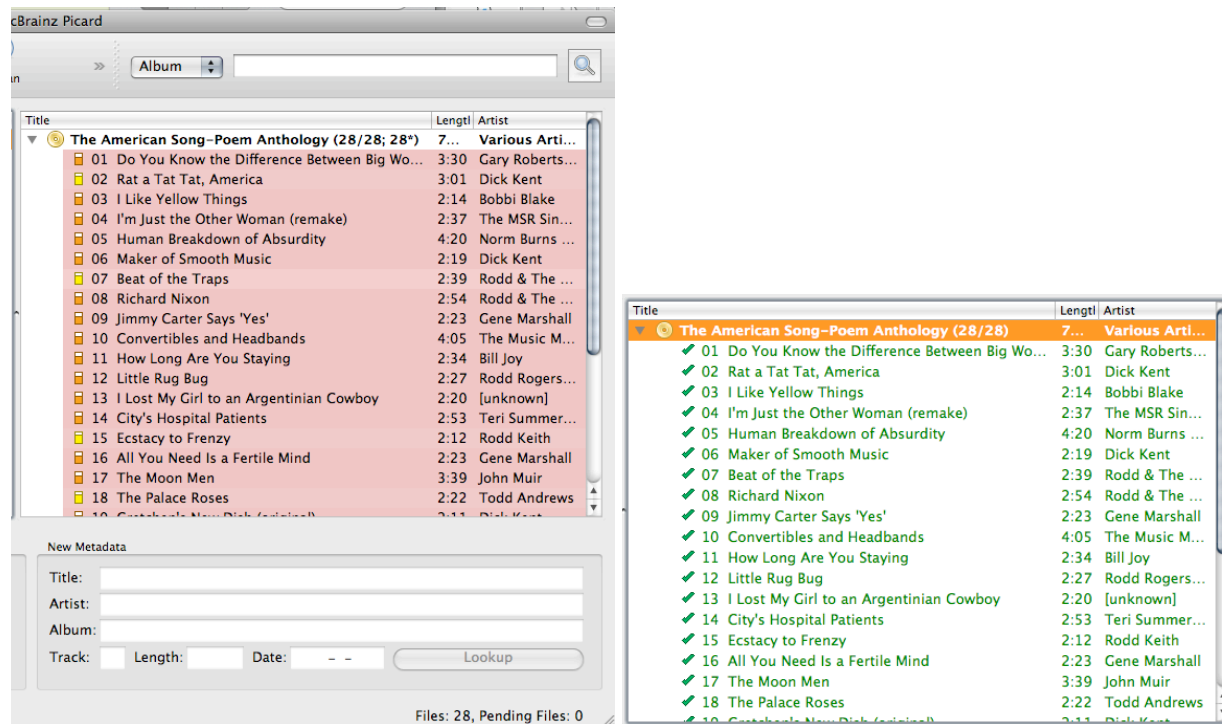 cBrainz Picard
an
» Album
Title Lengtl Artist
The American Song-Poem Anthology (28/28; 28*) 7... Various Arti...
01 Do You Know the Difference Between Big Wo... 3:30 Gary Roberts...
02 Rat a Tat Tat, America 3:01 Dick Kent
03 I Like Yellow Things 2:14 Bobbi Blake
04 I'm Just the Other Woman (remake) 2:37 The MSR Sin...
05 Human Breakdown of Absurdity 4:20 Norm Burns ...
06 Maker of Smooth Music 2:19 Dick Kent
07 Beat of the Traps 2:39 Rodd & The ...
08 Richard Nixon 2:54 Rodd & The ...
09 Jimmy Carter Says 'Yes' 2:23 Gene Marshall
10 Convertibles and Headbands 4:05 The Music M...
11 How Long Are You Staying 2:34 Bill Joy
12 Little Rug Bug 2:27 Rodd Rogers...
13 I Lost My Girl to an Argentinian Cowboy 2:20 [unknown]
14 City's Hospital Patients 2:53 Teri Summer...
15 Ecstacy to Frenzy 2:12 Rodd Keith
16 All You Need Is a Fertile Mind 2:23 Gene Marshall
17 The Moon Men 3:39 John Muir
18 The Palace Roses 2:22 Todd Andrews
19 Gretchen's New Dish (original) 2:11 Dick Kent
New Metadata
Title:
Artist:
Album:
Track: Length: Date: – – Lookup
Files: 28, Pending Files: 0
Title Lengtl Artist
The American Song-Poem Anthology (28/28) 7... Various Arti...
01 Do You Know the Difference Between Big Wo... 3:30 Gary Roberts...
02 Rat a Tat Tat, America 3:01 Dick Kent
03 I Like Yellow Things 2:14 Bobbi Blake
04 I'm Just the Other Woman (remake) 2:37 The MSR Sin...
05 Human Breakdown of Absurdity 4:20 Norm Burns ...
06 Maker of Smooth Music 2:19 Dick Kent
07 Beat of the Traps 2:39 Rodd & The ...
08 Richard Nixon 2:54 Rodd & The ...
09 Jimmy Carter Says 'Yes' 2:23 Gene Marshall
10 Convertibles and Headbands 4:05 The Music M...
11 How Long Are You Staying 2:34 Bill Joy
12 Little Rug Bug 2:27 Rodd Rogers...
13 I Lost My Girl to an Argentinian Cowboy 2:20 [unknown]
14 City's Hospital Patients 2:53 Teri Summer...
15 Ecstacy to Frenzy 2:12 Rodd Keith
16 All You Need Is a Fertile Mind 2:23 Gene Marshall
17 The Moon Men 3:39 John Muir
18 The Palace Roses 2:22 Todd Andrews